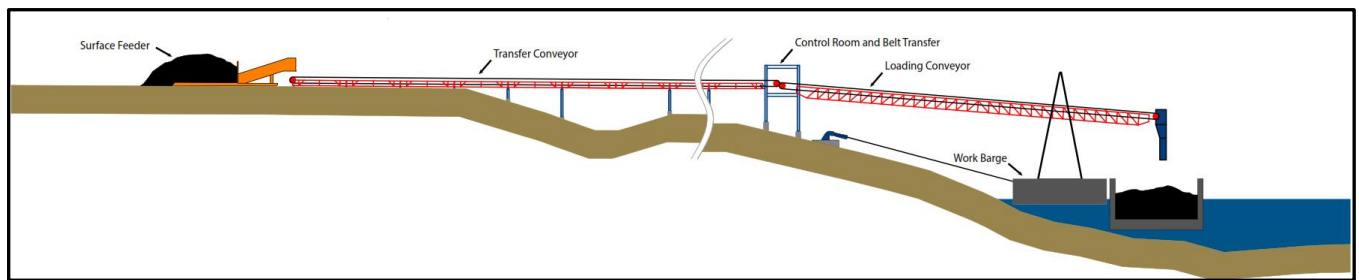 Surface Feeder
Transfer Conveyor
Control Room and Belt Transfer
Loading Conveyor
Work Barge